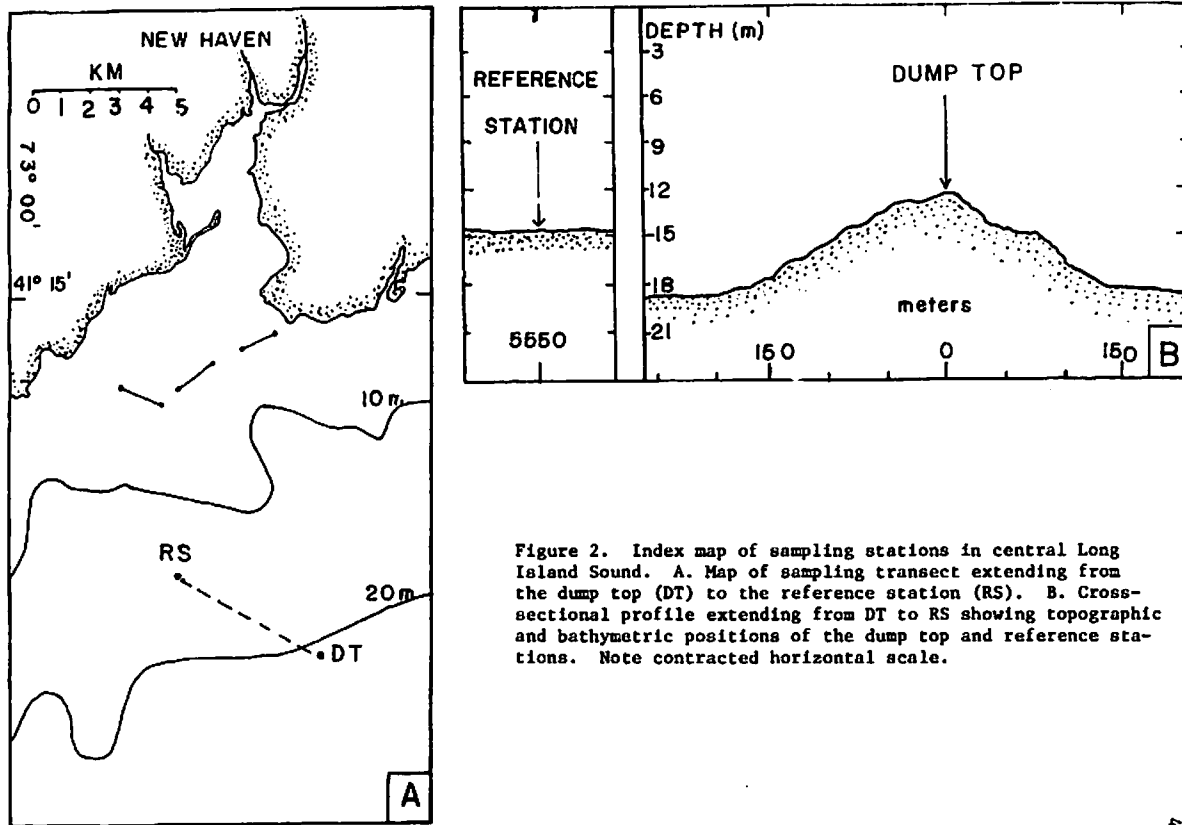 NEW HAVEN
KM
0 1 2 3 4 5
73° 00'
41° 15'
10 m.
RS
20 m
DT
A
REFERENCE
STATION
5550
DEPTH (m)
3
6
9
12
15
18
21
DUMP TOP
meters
150 0 150
B
Figure 2. Index map of sampling stations in central Long
Island Sound. A. Map of sampling transect extending from
the dump top (DT) to the reference station (RS). B. Cross-
sectional profile extending from DT to RS showing topographic
and bathymetric positions of the dump top and reference sta-
tions. Note contracted horizontal scale.